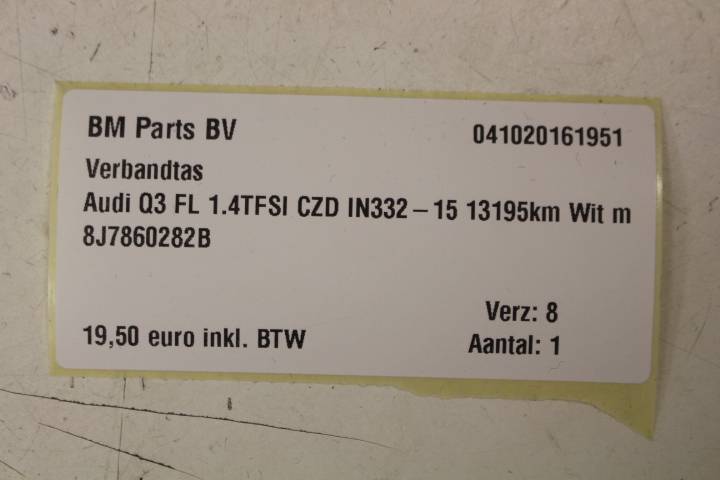 BM Parts BV 041020161951
Verbandtas
Audi Q3 FL 1.4TFSI CZD IN332 – 15 13195km Wit m
8J7860282B
Verz: 8
19,50 euro inkl. BTW Aantal: 1